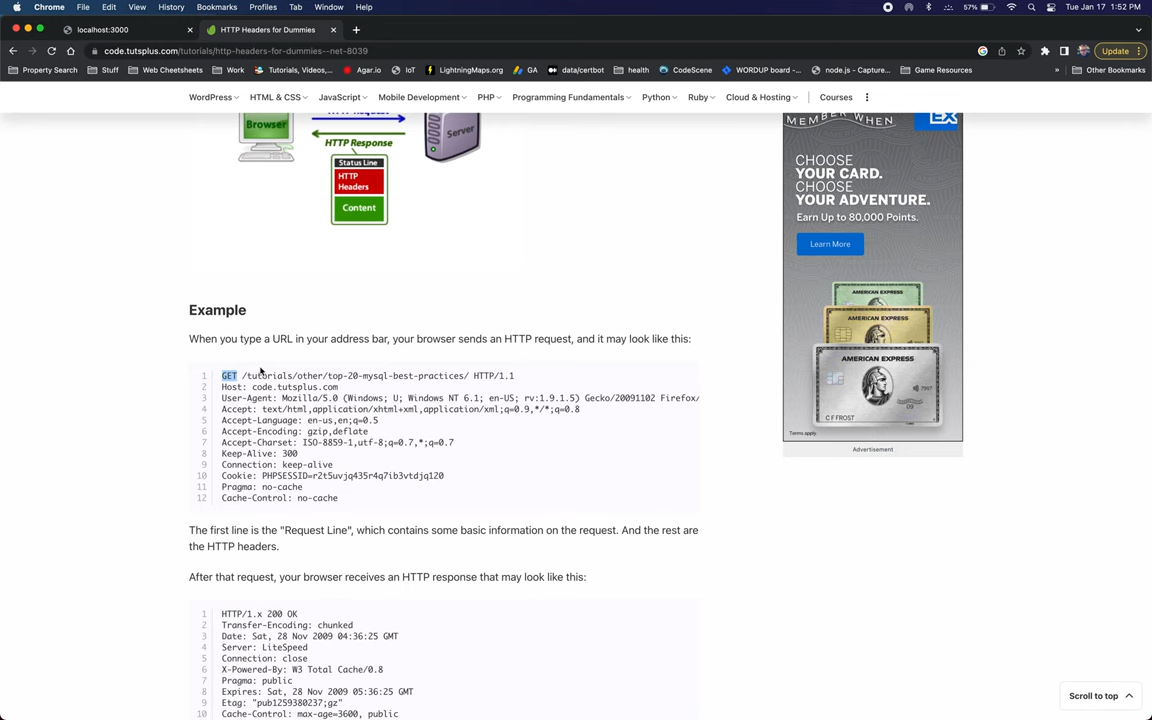 Chrome File Edit View History Bookmarks Profiles Tab Window Help 57% Tue Jan 17 1:52 PM
localhost:3000 HTTP Headers for Dummies
code.tutsplus.com/tutorials/http-headers-for-dummies--net-8039 Update
Property Search Stuff Web Cheetsheets Work Tutorials, Videos,... Agar.io IoT LightningMaps.org GA data/certbot health CodeScene WORDUP board -... node.js - Captur... Game Resources » Other Bookmarks
WordPress HTML & CSS JavaScript Mobile Development PHP Programming Fundamentals Python Ruby Cloud & Hosting Courses
Browser
HTTP Response
Server
Status Line
HTTP
Headers
Content
MEMBER WHEN
EX
CHOOSE
YOUR CARD.
CHOOSE
YOUR ADVENTURE.
Earn Up to 80,000 Points.
Learn More
AMERICAN EXPRESS
AMERICAN EXPRESS
AMERICAN EXPRESS
C F FROST
Terms apply.
Advertisement
Example
When you type a URL in your address bar, your browser sends an HTTP request, and it may look like this:
1 GET /tutorials/other/top-20-mysql-best-practices/ HTTP/1.1
2 Host: code.tutsplus.com
3 User-Agent: Mozilla/5.0 (Windows; U; Windows NT 6.1; en-US; rv:1.9.1.5) Gecko/20091102 Firefox/
4 Accept: text/html,application/xhtml+xml,application/xml;q=0.9,*/*;q=0.8
5 Accept-Language: en-us,en;q=0.5
6 Accept-Encoding: gzip,deflate
7 Accept-Charset: ISO-8859-1,utf-8;q=0.7,*;q=0.7
8 Keep-Alive: 300
9 Connection: keep-alive
10 Cookie: PHPSESSID=r2t5uvjq435r4q7ib3vtdjq120
11 Pragma: no-cache
12 Cache-Control: no-cache
The first line is the "Request Line", which contains some basic information on the request. And the rest are
the HTTP headers.
After that request, your browser receives an HTTP response that may look like this:
1 HTTP/1.x 200 OK
2 Transfer-Encoding: chunked
3 Date: Sat, 28 Nov 2009 04:36:25 GMT
4 Server: LiteSpeed
5 Connection: close
6 X-Powered-By: W3 Total Cache/0.8
7 Pragma: public
8 Expires: Sat, 28 Nov 2009 05:36:25 GMT
9 Etag: "pub1259380237;gz"
10 Cache-Control: max-age=3600, public
Scroll to top